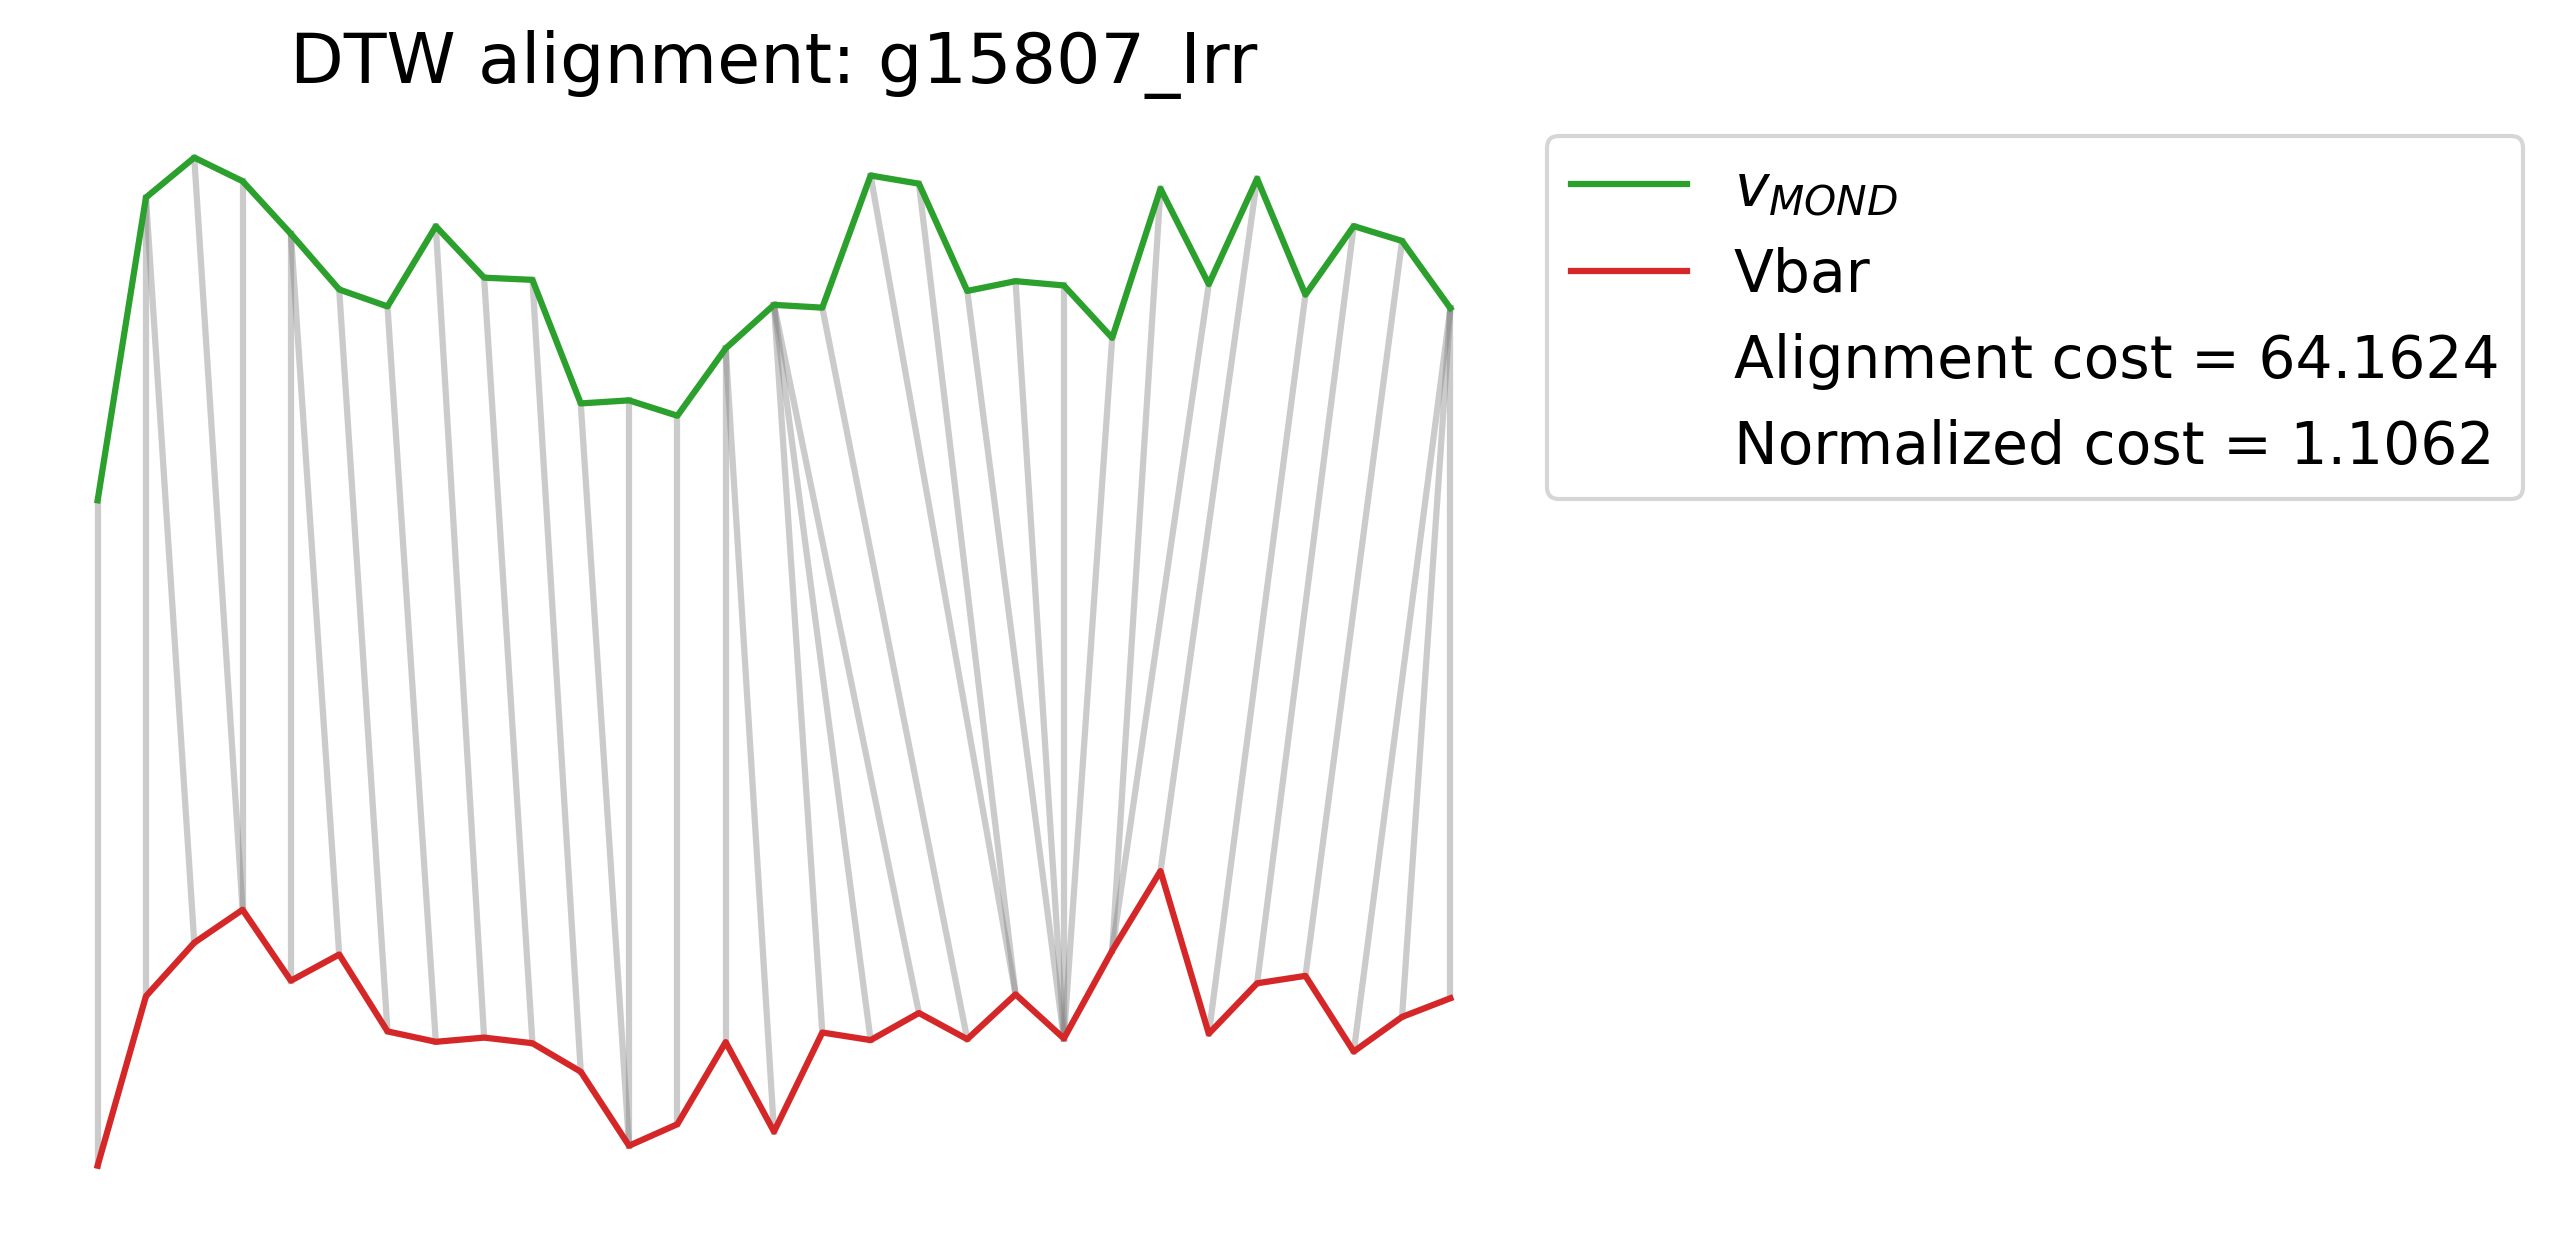 DTW alignment: g15807_Irr
v_MOND
Vbar
Alignment cost = 64.1624
Normalized cost = 1.1062